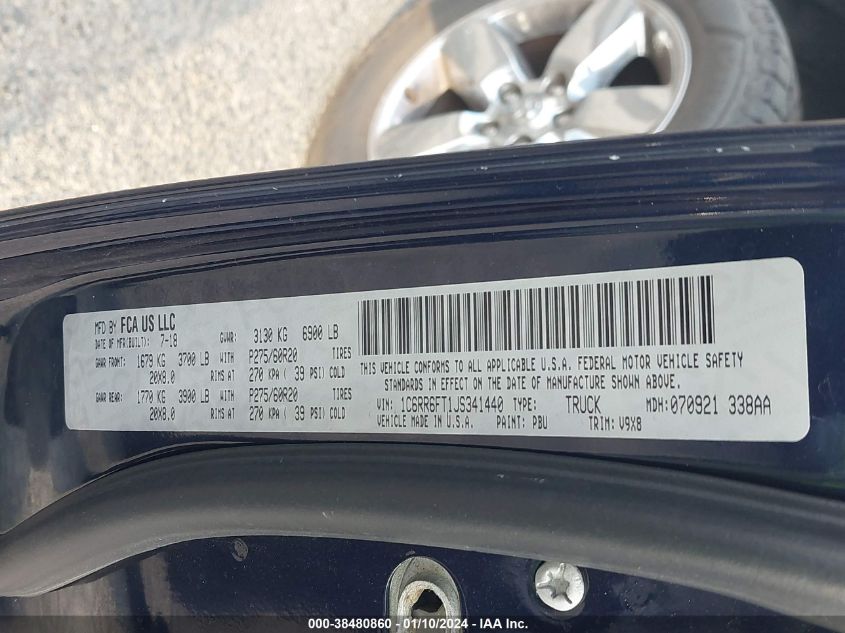 MFD BY FCA US LLC
DATE OF MFR(BUILT): 7-18 GVWR: 3130 KG 6900 LB
GAWR FRONT: 1679 KG 3700 LB WITH P275/60R20 TIRES
20X8.0 RIMS AT 270 KPA ( 39 PSI) COLD
GAWR REAR: 1770 KG 3900 LB WITH P275/60R20 TIRES
20X8.0 RIMS AT 270 KPA ( 39 PSI) COLD
THIS VEHICLE CONFORMS TO ALL APPLICABLE U.S.A. FEDERAL MOTOR VEHICLE SAFETY
STANDARDS IN EFFECT ON THE DATE OF MANUFACTURE SHOWN ABOVE.
VIN: 1C6RR6FT1JS341440 TYPE: TRUCK MDH: 070921 338AA
VEHICLE MADE IN U.S.A. PAINT: PBU TRIM: V9X8
000-38480860 - 01/10/2024 - IAA Inc.